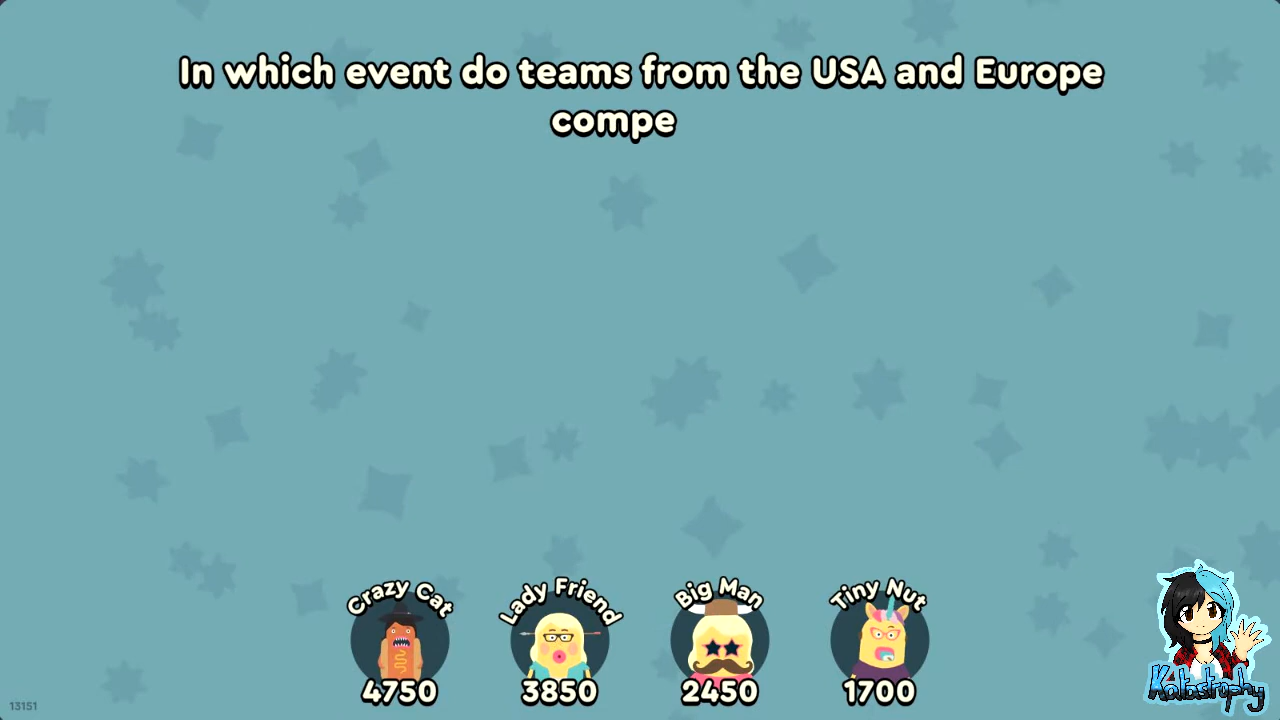 In which event do teams from the USA and Europe
compe
Crazy Cat
Lady Friend
Big Man
Tiny Nut
4750
3850
2450
1700
13151
Kolastrophy